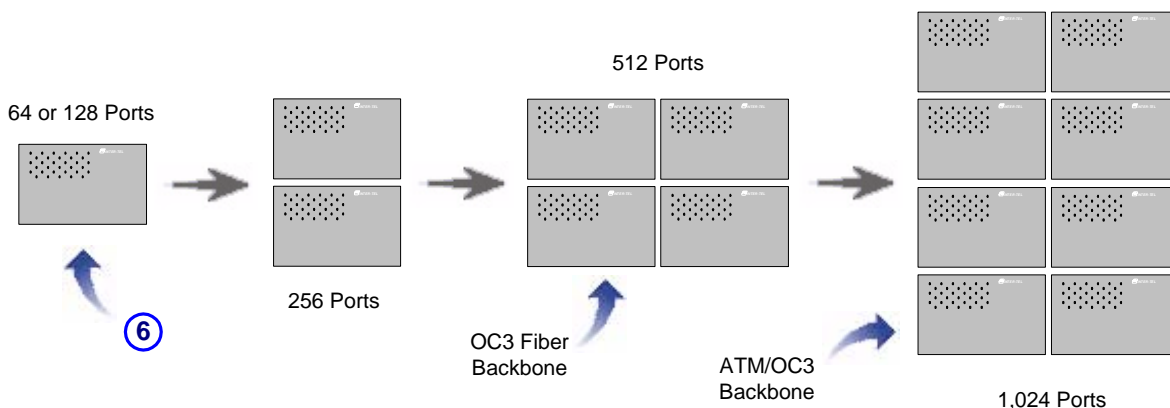 64 or 128 Ports
6
256 Ports
512 Ports
OC3 Fiber
Backbone
ATM/OC3
Backbone
1,024 Ports